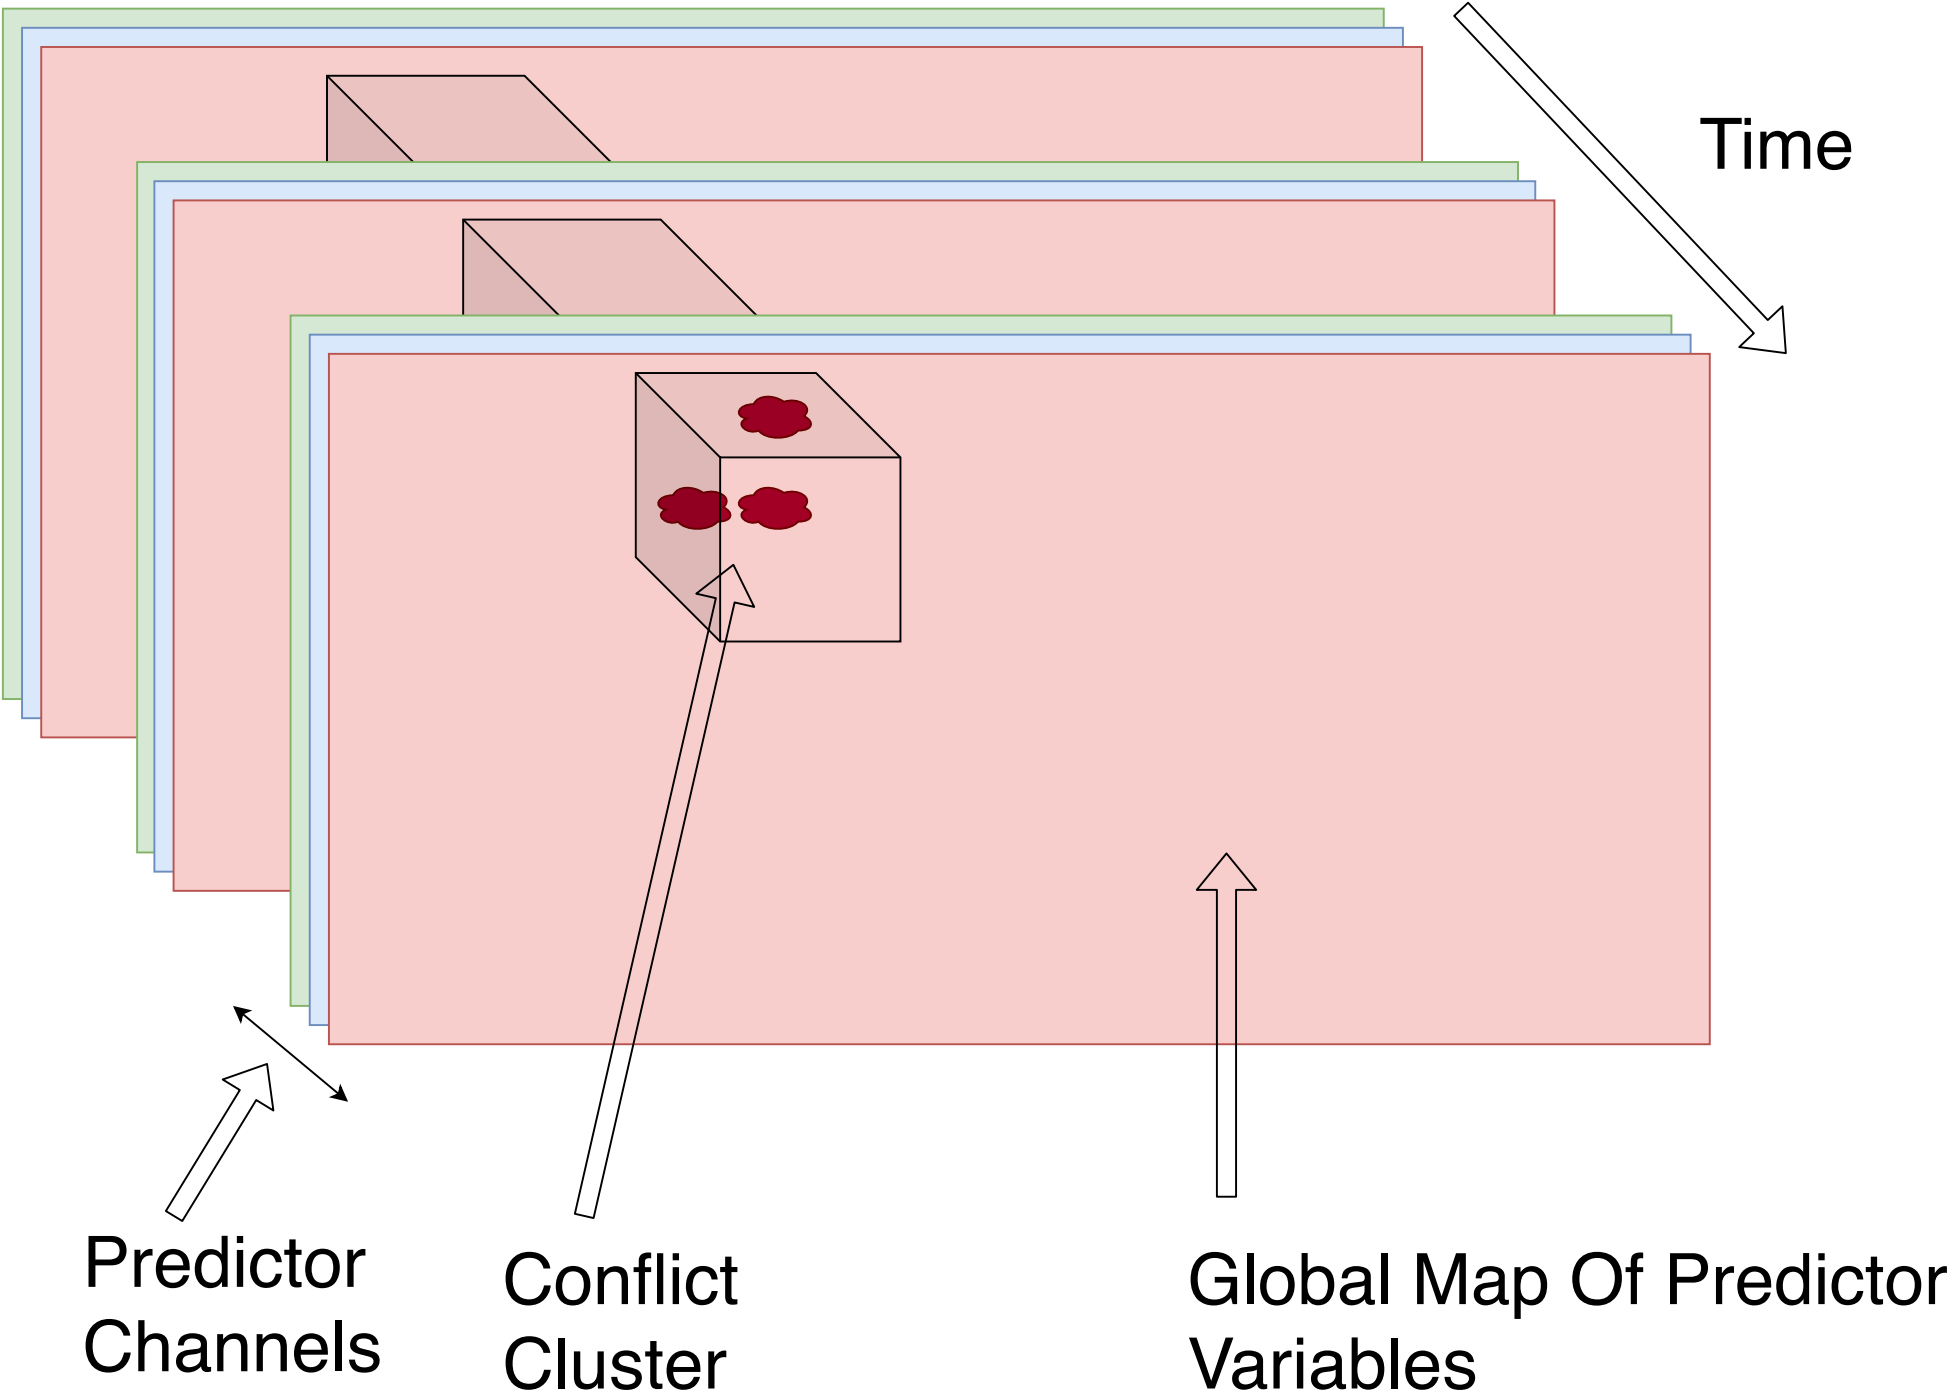 Time
Predictor
Channels
Conflict
Cluster
Global Map Of Predictor
Variables